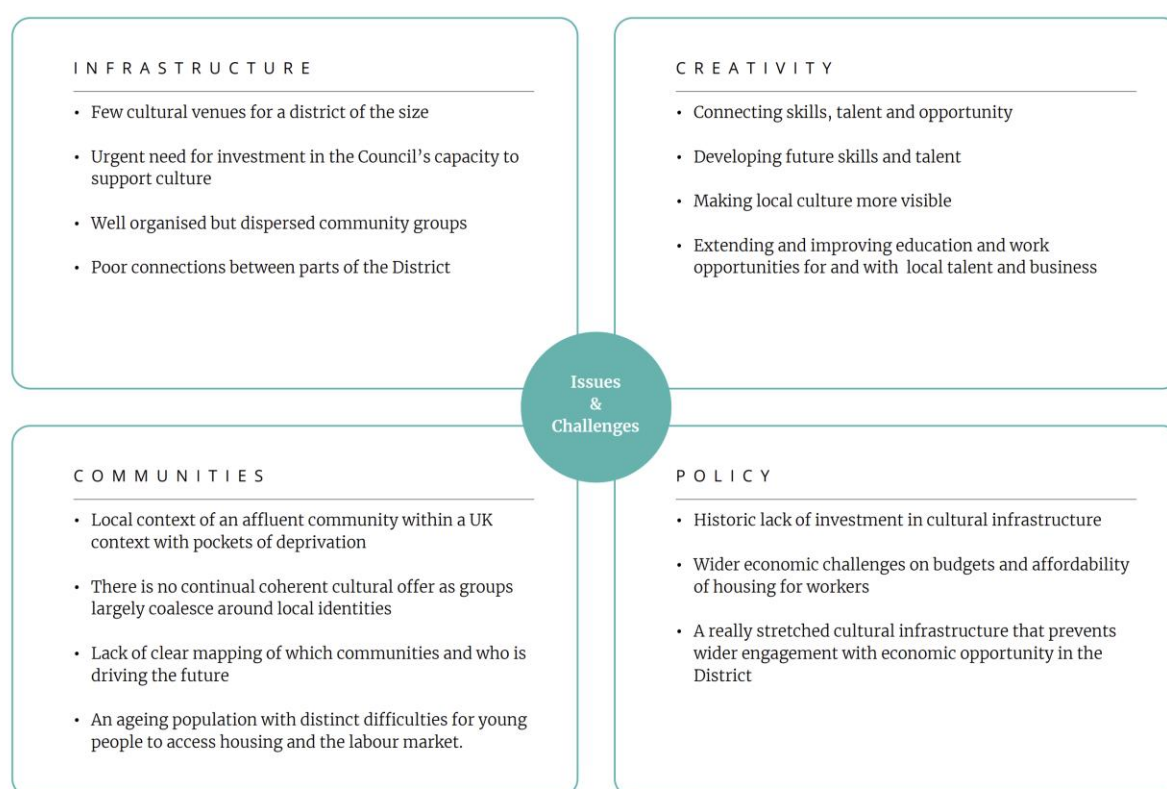 INFRASTRUCTURE
• Few cultural venues for a district of the size
• Urgent need for investment in the Council's capacity to
support culture
• Well organised but dispersed community groups
• Poor connections between parts of the District
CREATIVITY
• Connecting skills, talent and opportunity
• Developing future skills and talent
• Making local culture more visible
• Extending and improving education and work
opportunities for and with  local talent and business
Issues
&
Challenges
COMMUNITIES
• Local context of an affluent community within a UK
context with pockets of deprivation
• There is no continual coherent cultural offer as groups
largely coalesce around local identities
• Lack of clear mapping of which communities and who is
driving the future
• An ageing population with distinct difficulties for young
people to access housing and the labour market.
POLICY
• Historic lack of investment in cultural infrastructure
• Wider economic challenges on budgets and affordability
of housing for workers
• A really stretched cultural infrastructure that prevents
wider engagement with economic opportunity in the
District